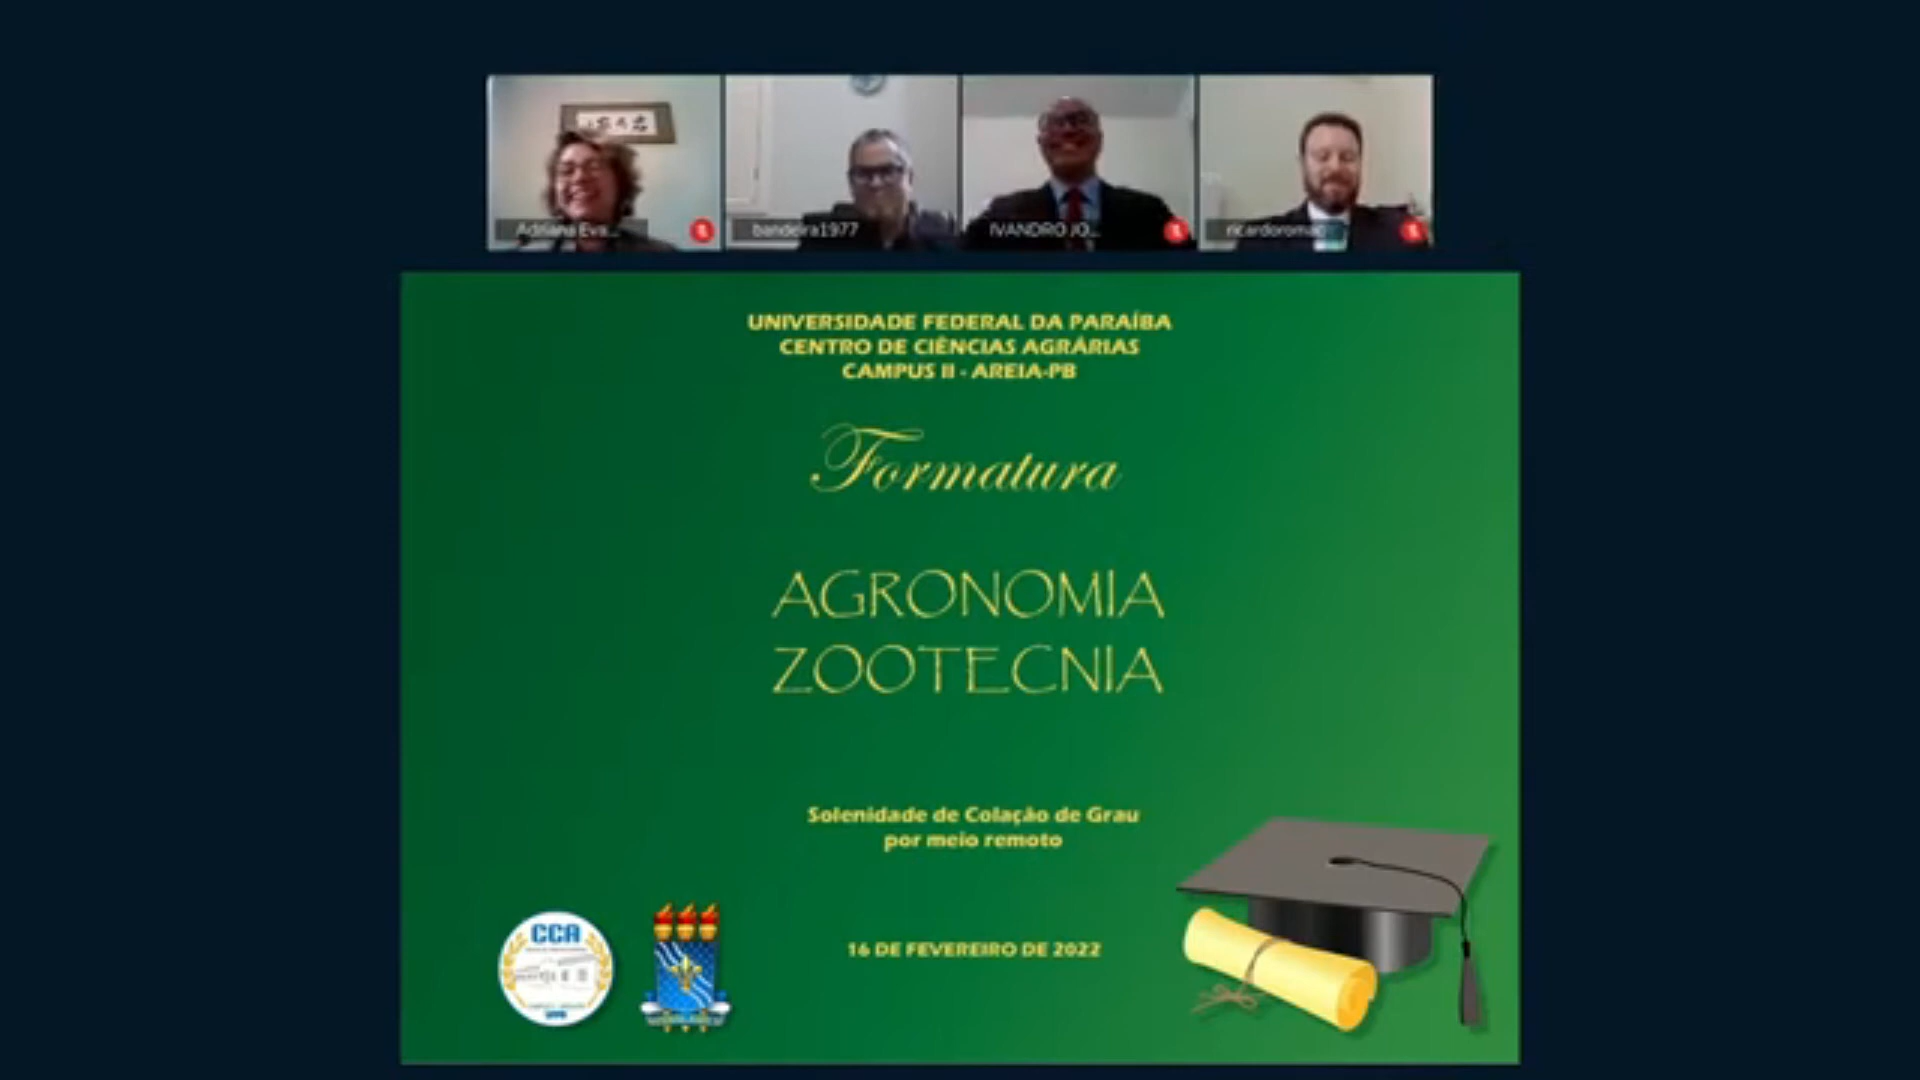 Adriana Eva...
bandeira1977
IVANDRO JO...
UNIVERSIDADE FEDERAL DA PARAÍBA
CENTRO DE CIÊNCIAS AGRÁRIAS
CAMPUS II - AREIA-PB
Formatura
AGRONOMIA
ZOOTECNIA
Solenidade de Colação de Grau
por meio remoto
16 DE FEVEREIRO DE 2022
CCA